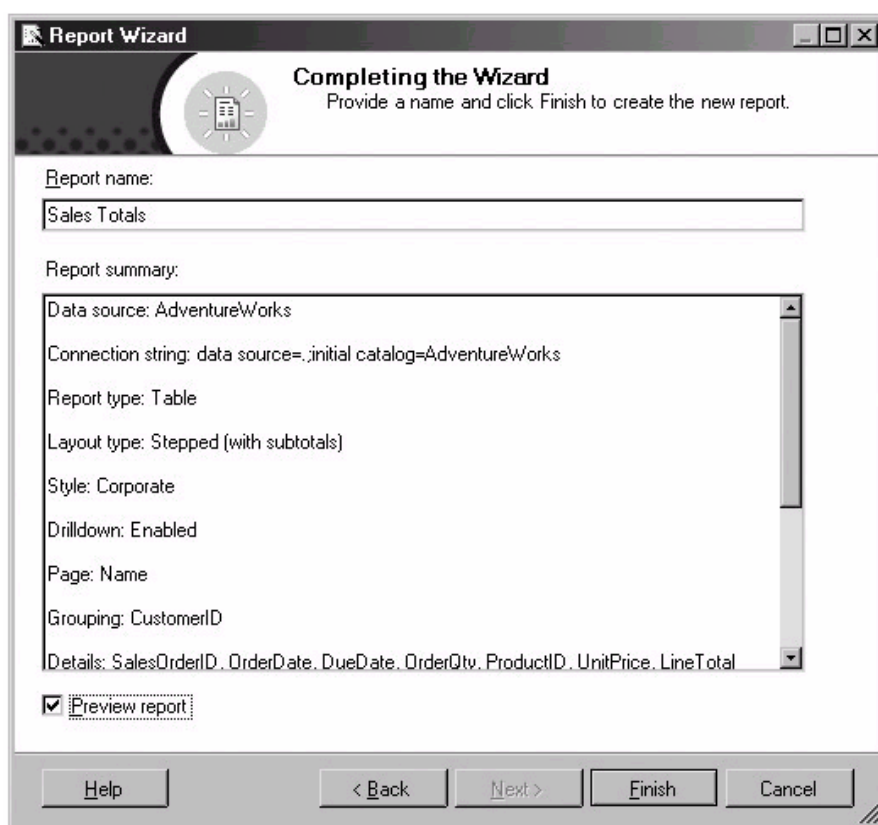 Report Wizard
Completing the Wizard
Provide a name and click Finish to create the new report.
Report name:
Sales Totals
Report summary:
Data source: AdventureWorks
Connection string: data source=.;initial catalog=AdventureWorks
Report type: Table
Layout type: Stepped (with subtotals)
Style: Corporate
Drilldown: Enabled
Page: Name
Grouping: CustomerID
Details: SalesOrderID, OrderDate, DueDate, OrderQty, ProductID, UnitPrice, LineTotal
Preview report
Help
< Back
Next >
Finish
Cancel